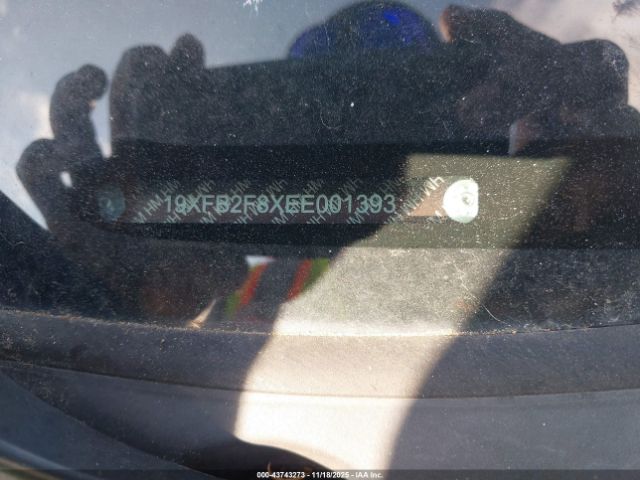 19XFB2F8XEE001393
000-43743273 - 11/18/2025 - IAA Inc.